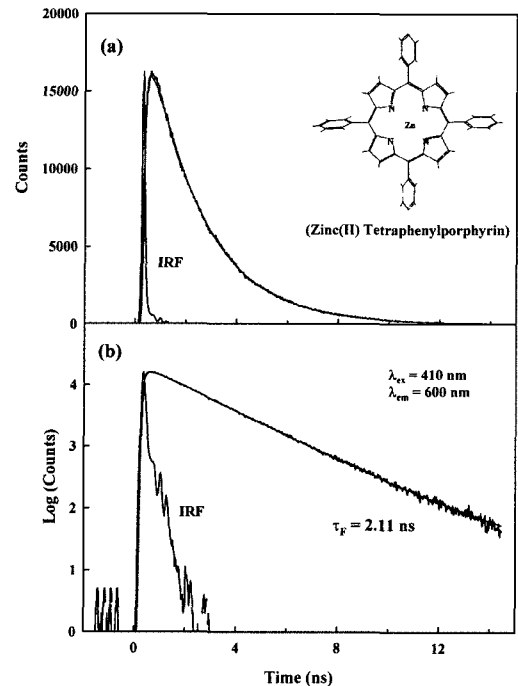 (a)
20000
15000
10000
5000
0
Counts
IRF
N
N
Zn
N
N
(Zinc(II) Tetraphenylporphyrin)
(b)
λex = 410 nm
λem = 600 nm
4
3
2
1
0
Log (Counts)
IRF
τF = 2.11 ns
0
4
8
12
Time (ns)